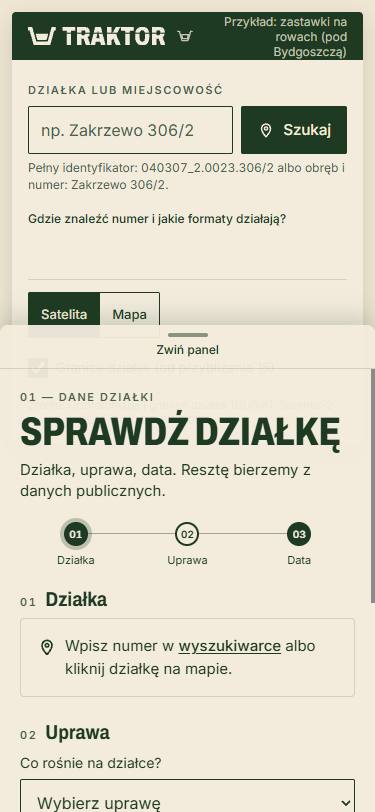 TRAKTOR
Przykład: zastawki na
rowach (pod
Bydgoszczą)
DZIAŁKA LUB MIEJSCOWOŚĆ
np. Zakrzewo 306/2
Szukaj
Pełny identyfikator: 040307_2.0023.306/2 albo obręb i
numer: Zakrzewo 306/2.
Gdzie znaleźć numer i jakie formaty działają?
Satelita
Mapa
Zwiń panel
01 — DANE DZIAŁKI
SPRAWDŹ DZIAŁKĘ
Działka, uprawa, data. Resztę bierzemy z
danych publicznych.
01
02
03
Działka
Uprawa
Data
01 Działka
Wpisz numer w wyszukiwarce albo
kliknij działkę na mapie.
02 Uprawa
Co rośnie na działce?
Wybierz uprawę